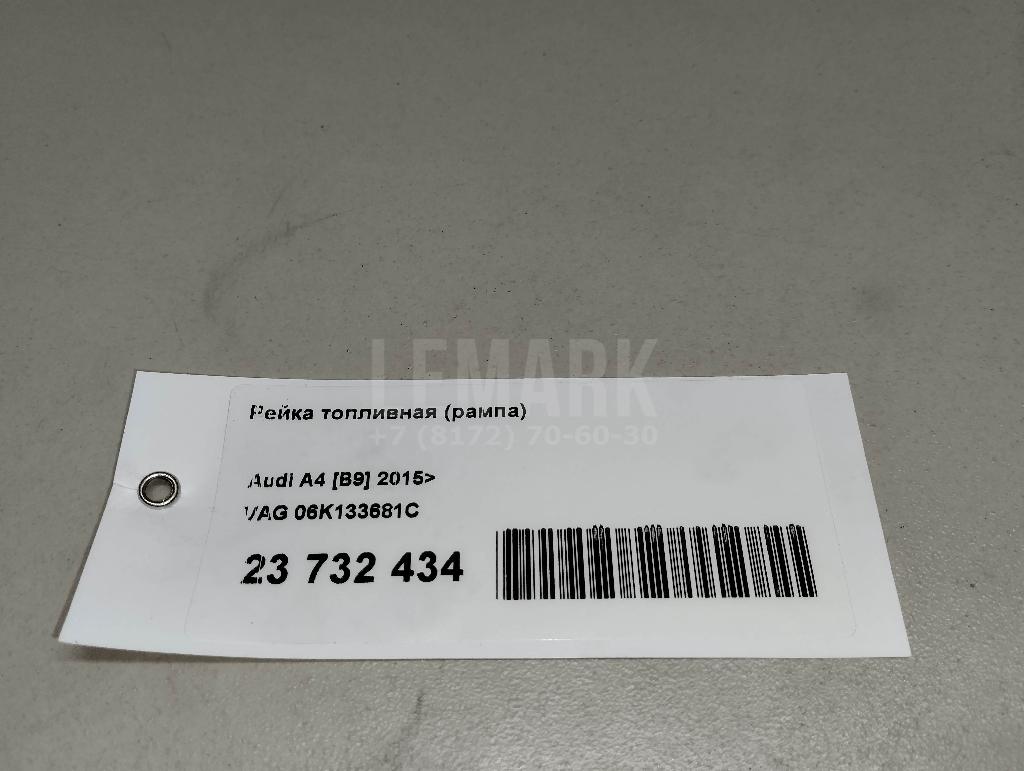 LEMARK
Рейка топливная (рампа)
+7 (8172) 70-60-30
Audi A4 [B9] 2015>
VAG 06K133681C
23 732 434